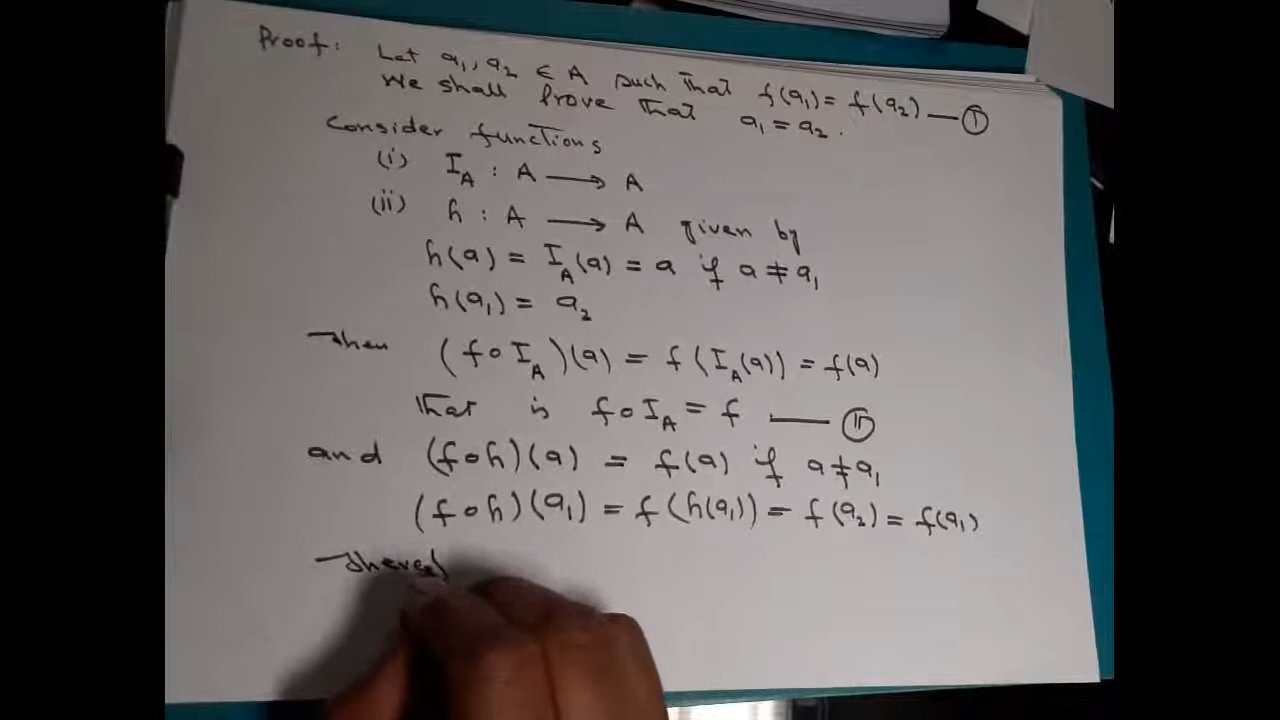 Proof: Let a₁, a₂ ∈ A such that f(a₁) = f(a₂) — Ⓘ
We shall prove that a₁ = a₂.
Consider functions
(i) I_A : A ⟶ A
(ii) h : A ⟶ A given by
h(a) = I_A(a) = a if a ≠ a₁
h(a₁) = a₂
Then (f∘I_A)(a) = f(I_A(a)) = f(a)
That is f∘I_A = f — Ⓘⓘ
and (f∘h)(a) = f(a) if a ≠ a₁
(f∘h)(a₁) = f(h(a₁)) = f(a₂) = f(a₁)